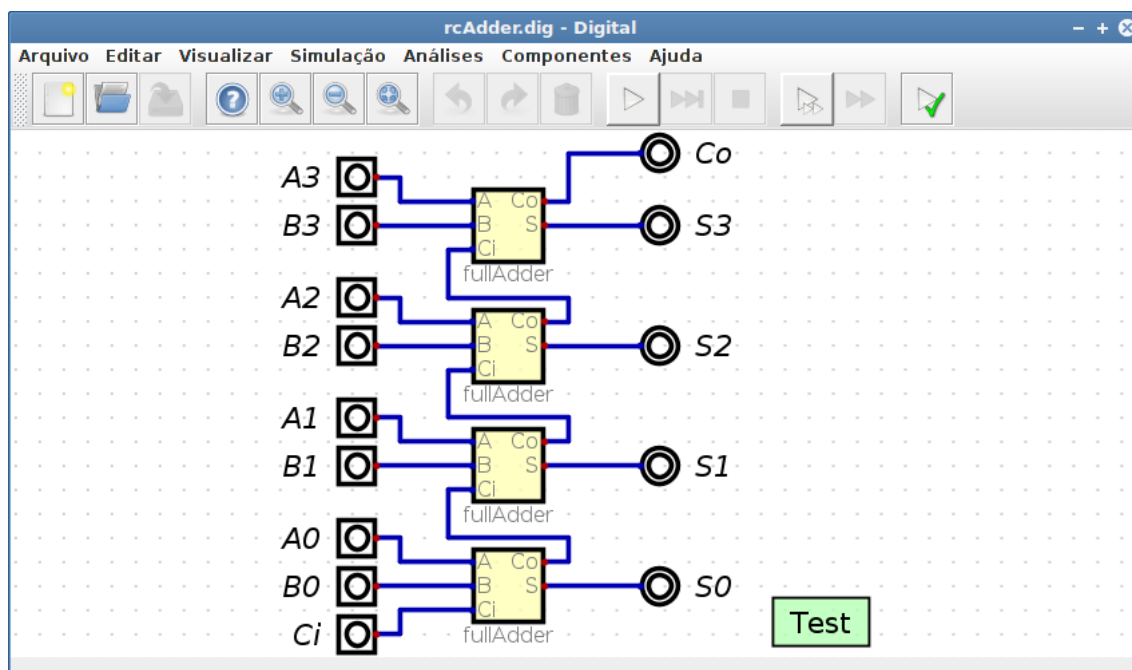 rcAdder.dig - Digital
Arquivo Editar Visualizar Simulação Análises Componentes Ajuda
Co
A3
A Co
B3
B S
S3
Ci
fullAdder
A2
A Co
B2
B S
S2
Ci
fullAdder
A1
A Co
B1
B S
S1
Ci
fullAdder
A0
A Co
B0
B S
S0
Ci
Ci
fullAdder
Test